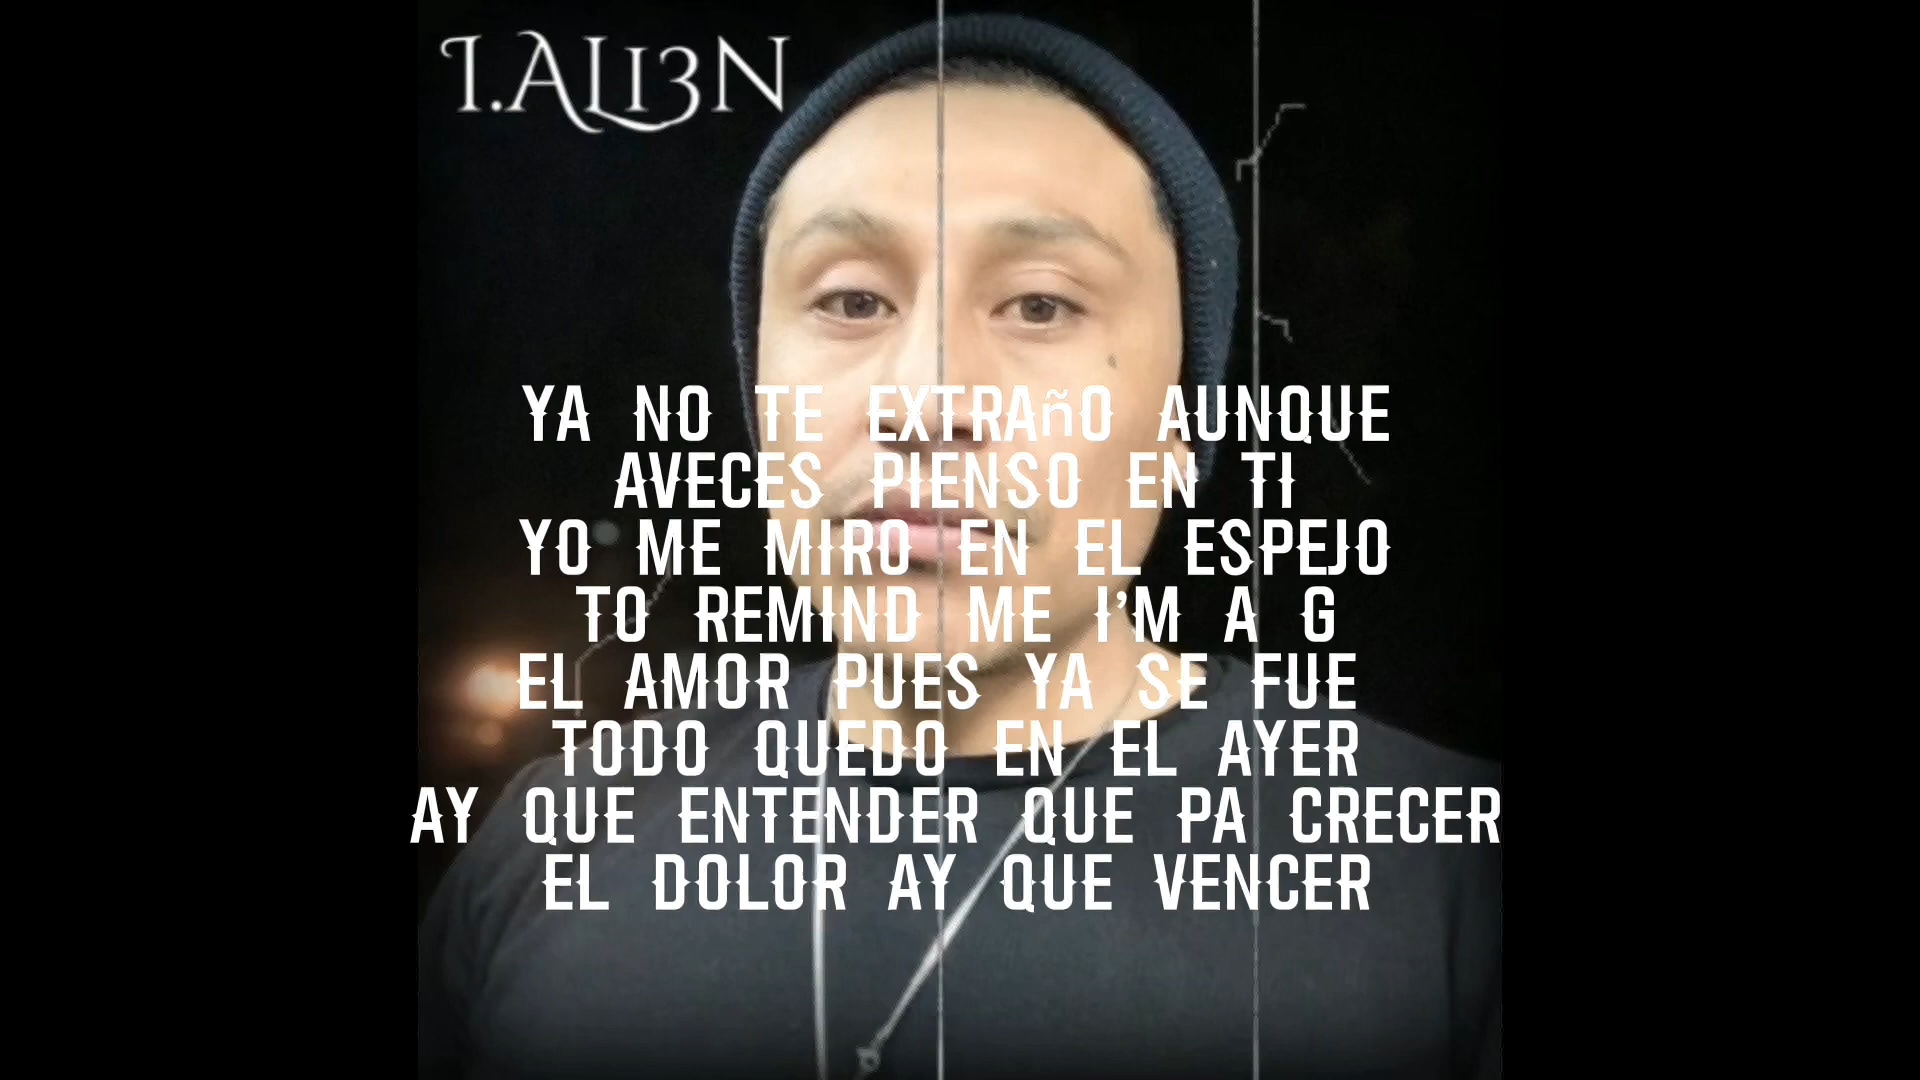 I.ALI3N
YA NO TE EXTRAñO AUNQUE
AVECES PIENSO EN TI
YO ME MIRO EN EL ESPEJO
TO REMIND ME I'M A G
EL AMOR PUES YA SE FUE
TODO QUEDO EN EL AYER
AY QUE ENTENDER QUE PA CRECER
EL DOLOR AY QUE VENCER